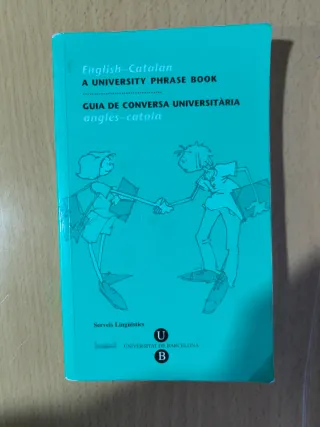 English–Catalan
A UNIVERSITY PHRASE BOOK
GUIA DE CONVERSA UNIVERSITÀRIA
anglès–català
Serveis Lingüístics
U
B
UNIVERSITAT DE BARCELONA